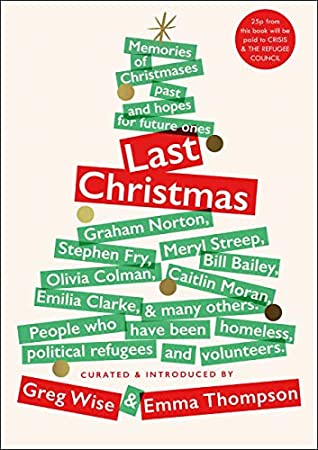 25p from
this book will be
paid to CRISIS
& THE REFUGEE
COUNCIL
Memories
of
Christmases
past
and hopes
for future ones
Last
Christmas
Graham Norton,
Stephen Fry, Meryl Streep,
Bill Bailey,
Olivia Colman, Caitlin Moran,
Emilia Clarke, & many others.
People who have been homeless,
political refugees and volunteers.
CURATED & INTRODUCED BY
Greg Wise & Emma Thompson